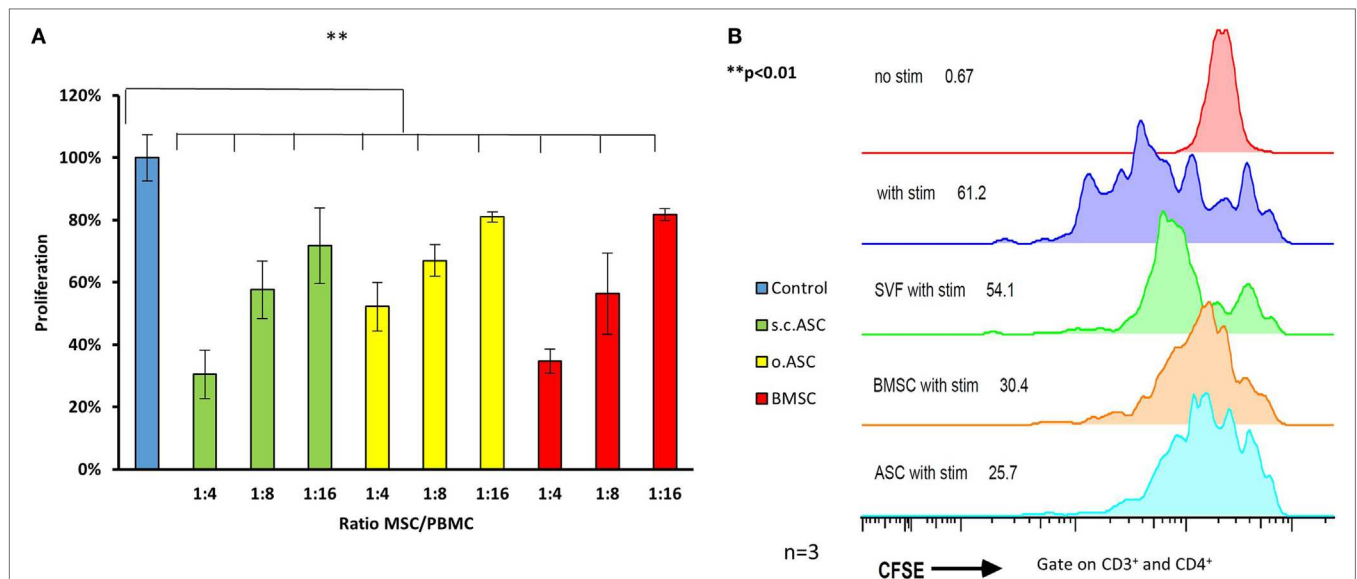 A
**
120%
100%
80%
60%
40%
20%
0%
Proliferation
1:4 1:8 1:16 1:4 1:8 1:16 1:4 1:8 1:16
Ratio MSC/PBMC
Control
s.c.ASC
o.ASC
BMSC
B
**p<0.01
no stim 0.67
with stim 61.2
SVF with stim 54.1
BMSC with stim 30.4
ASC with stim 25.7
n=3
CFSE
Gate on CD3⁺ and CD4⁺